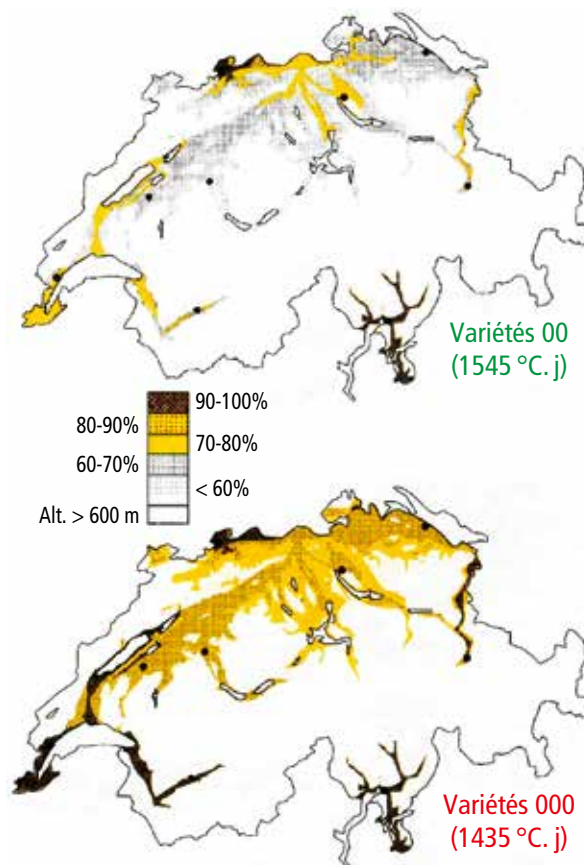 Variétés 00
(1545 °C. j)
90-100%
80-90%
70-80%
60-70%
< 60%
Alt. > 600 m
Variétés 000
(1435 °C. j)